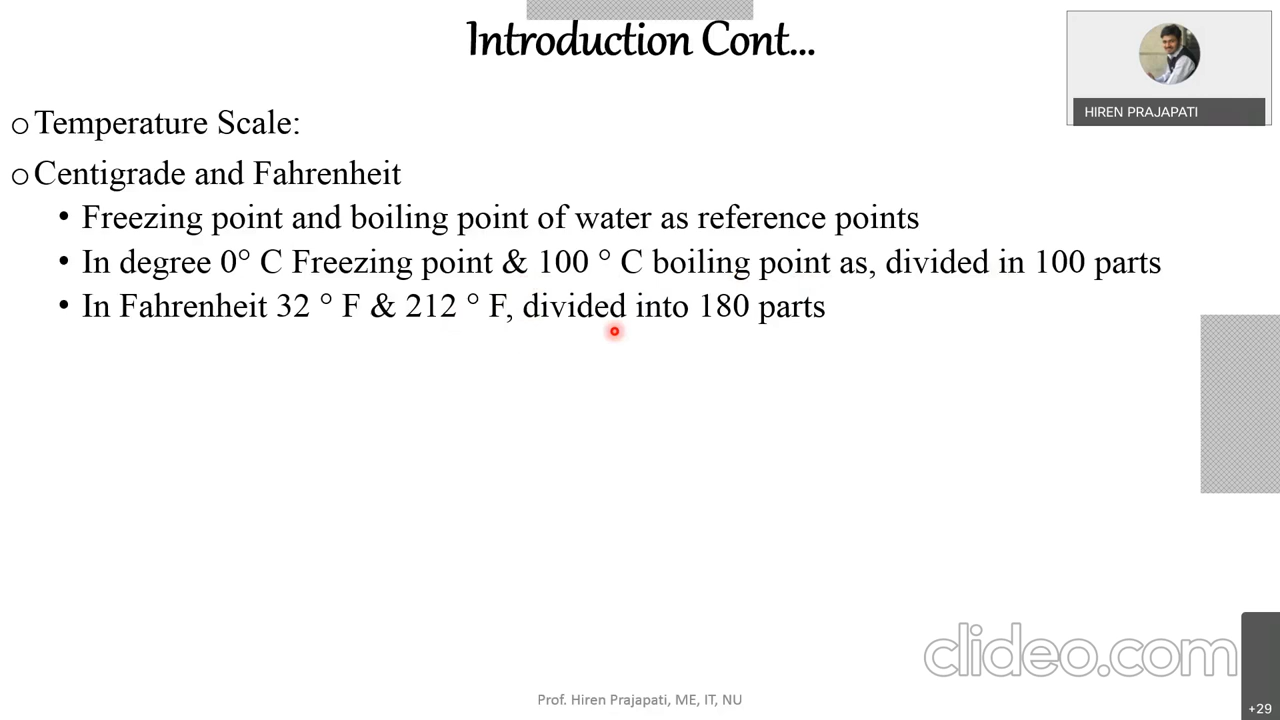 Introduction Cont...
HIREN PRAJAPATI
Temperature Scale:
Centigrade and Fahrenheit
• Freezing point and boiling point of water as reference points
• In degree 0° C Freezing point & 100 ° C boiling point as, divided in 100 parts
• In Fahrenheit 32 ° F & 212 ° F, divided into 180 parts
clideo.com
Prof. Hiren Prajapati, ME, IT, NU
+29